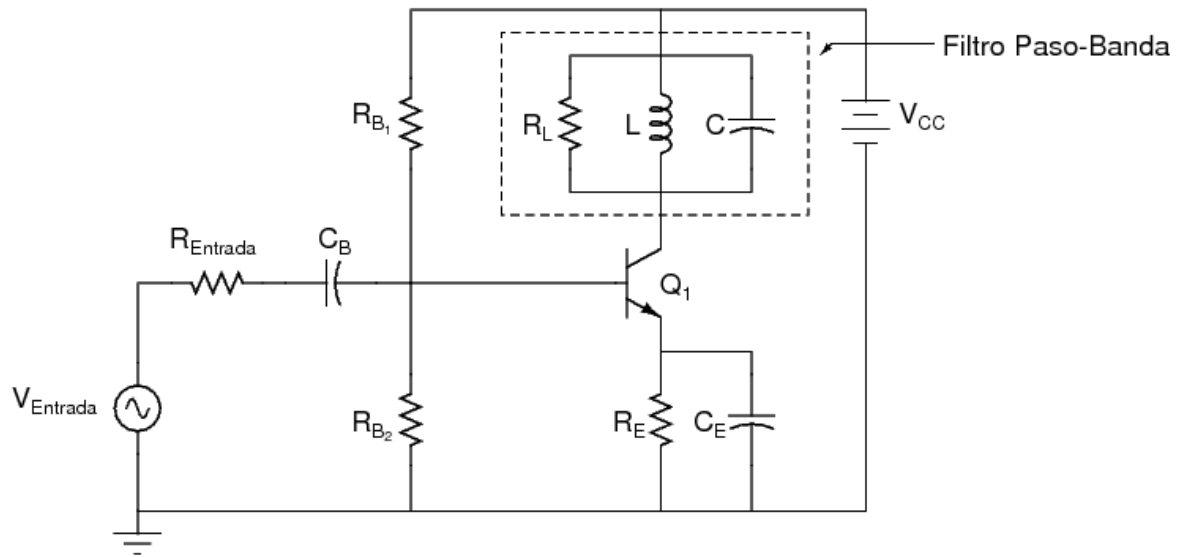 Filtro Paso-Banda
R_B1
R_L
L
C
V_CC
R_Entrada
C_B
Q_1
V_Entrada
R_B2
R_E
C_E